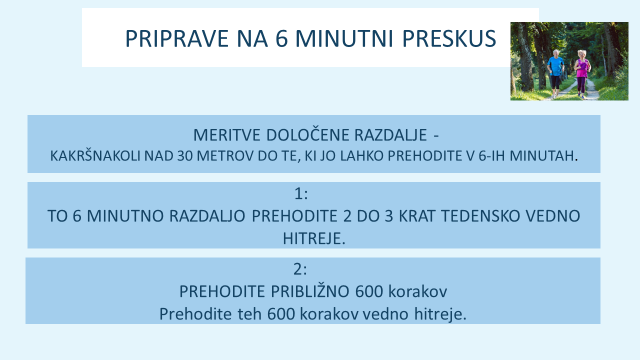 PRIPRAVE NA 6 MINUTNI PRESKUS
MERITVE DOLOČENE RAZDALJE -
KAKRŠNAKOLI NAD 30 METROV DO TE, KI JO LAHKO PREHODITE V 6-IH MINUTAH.
1:
TO 6 MINUTNO RAZDALJO PREHODITE 2 DO 3 KRAT TEDENSKO VEDNO
HITREJE.
2:
PREHODITE PRIBLIŽNO 600 korakov
Prehodite teh 600 korakov vedno hitreje.